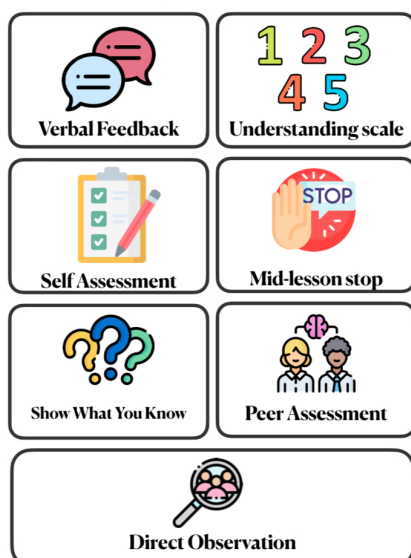 Verbal Feedback
1 2 3
4 5
Understanding scale
Self Assessment
STOP
Mid-lesson stop
Show What You Know
???
Peer Assessment
Direct Observation